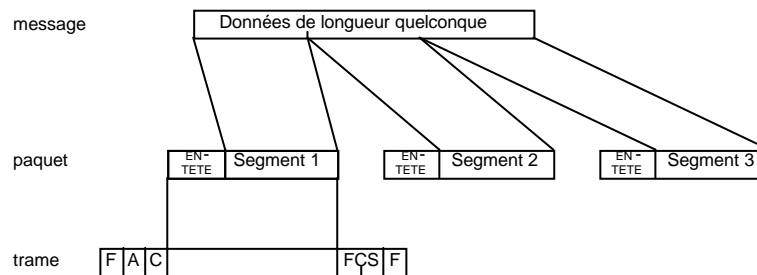 message Données de longueur quelconque
paquet EN-TETE Segment 1 EN-TETE Segment 2 EN-TETE Segment 3
trame F A C FCS F